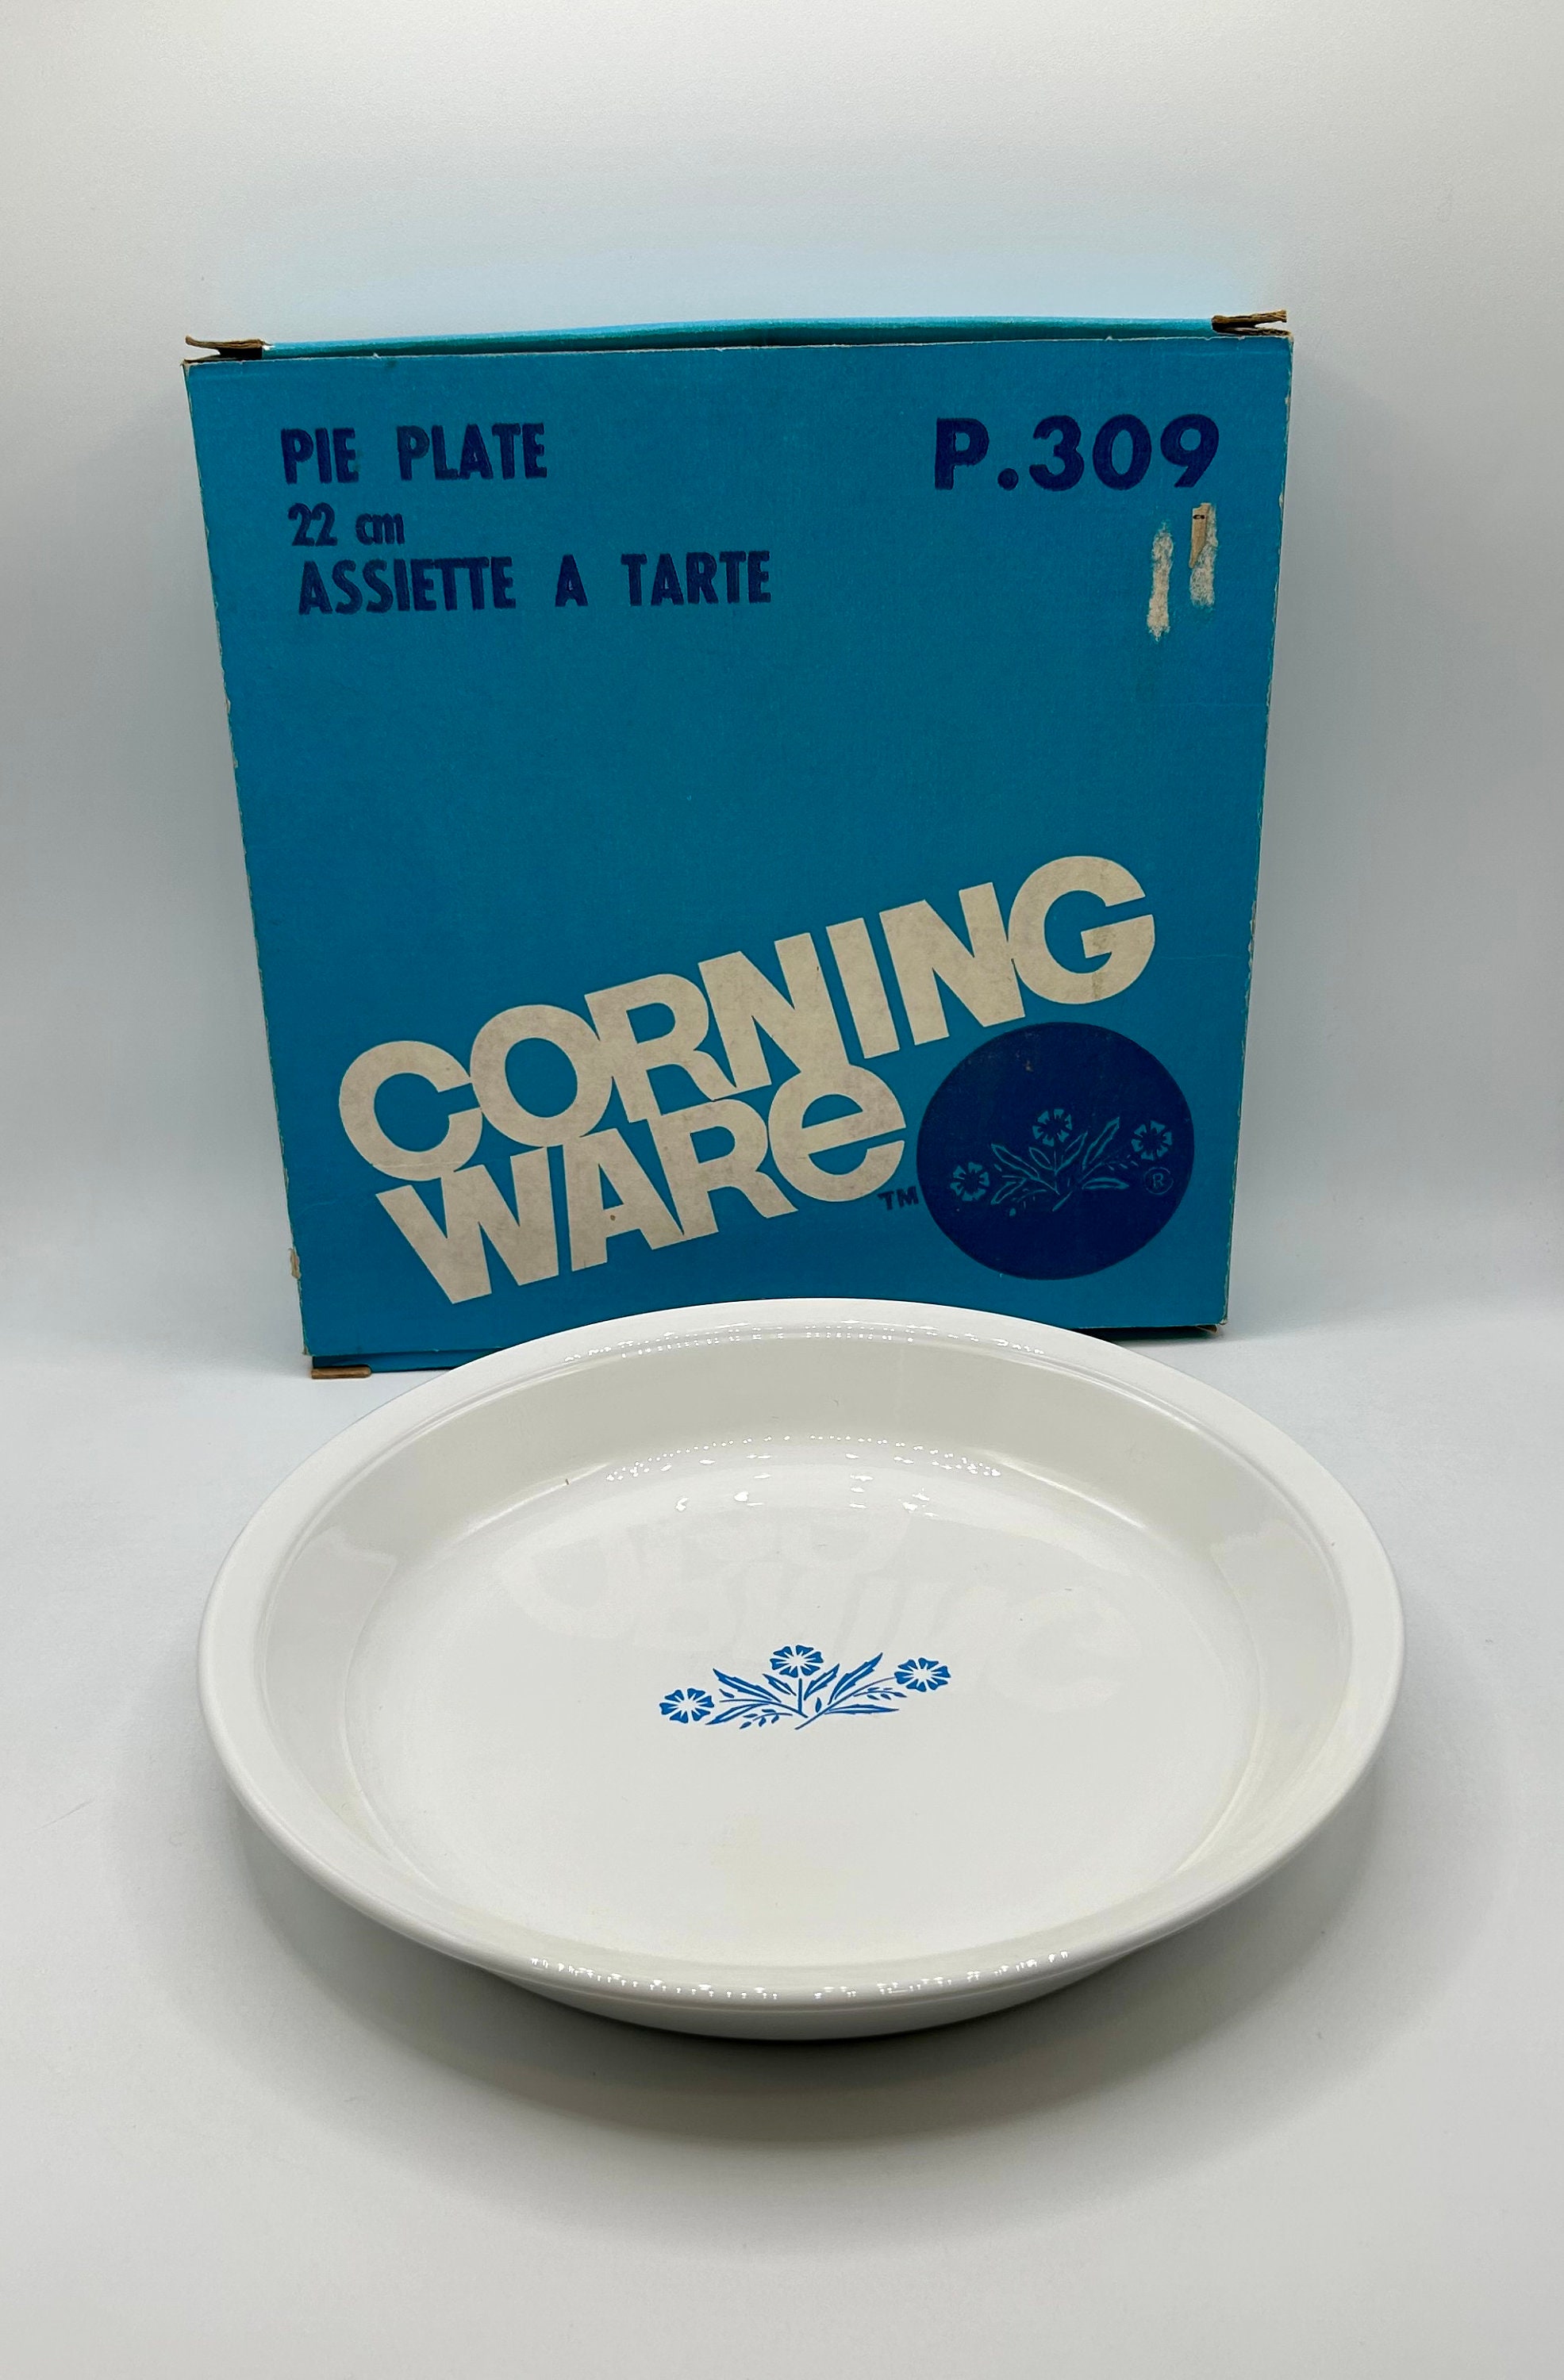 PIE PLATE
P.309
22 cm
ASSIETTE A TARTE
CORNING
WARe TM
®